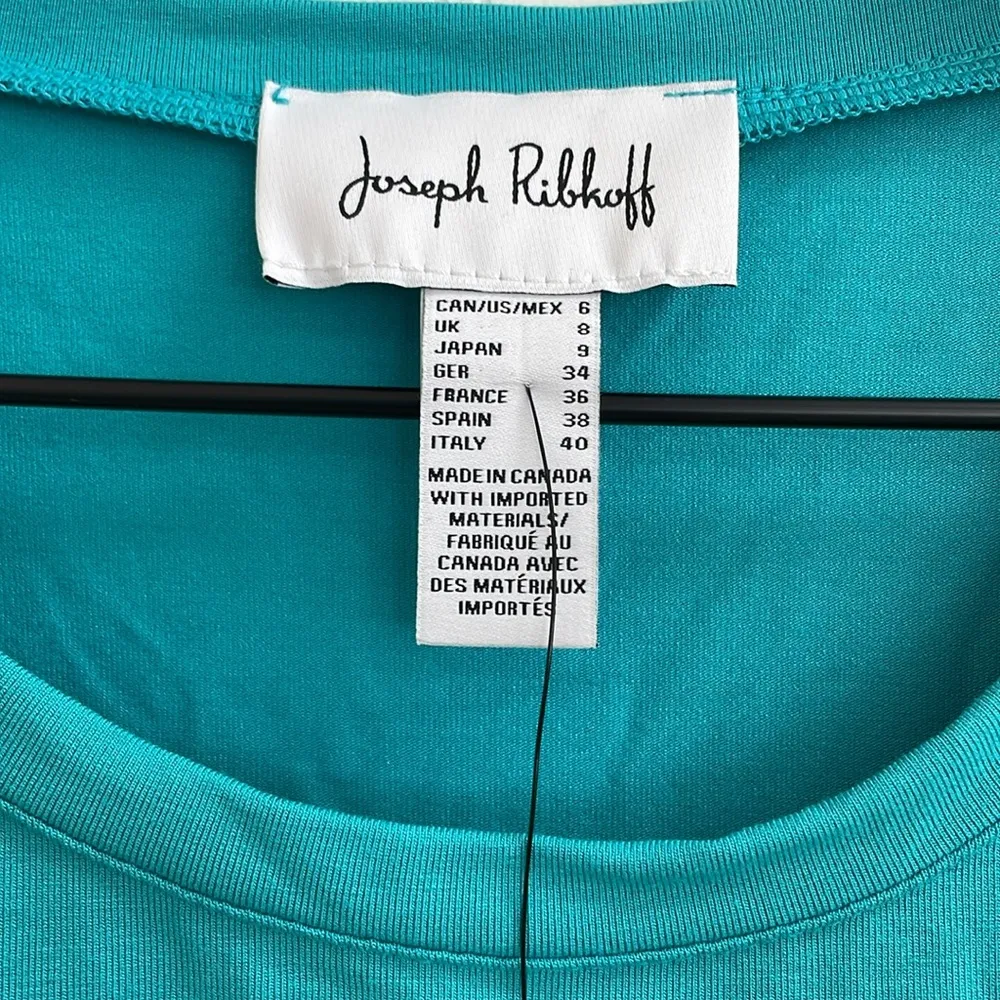 Joseph Ribkoff
CAN/US/MEX 6
UK 8
JAPAN 9
GER 34
FRANCE 36
SPAIN 38
ITALY 40
MADE IN CANADA
WITH IMPORTED
MATERIALS/
FABRIQUÉ AU
CANADA AVEC
DES MATÉRIAUX
IMPORTÉS